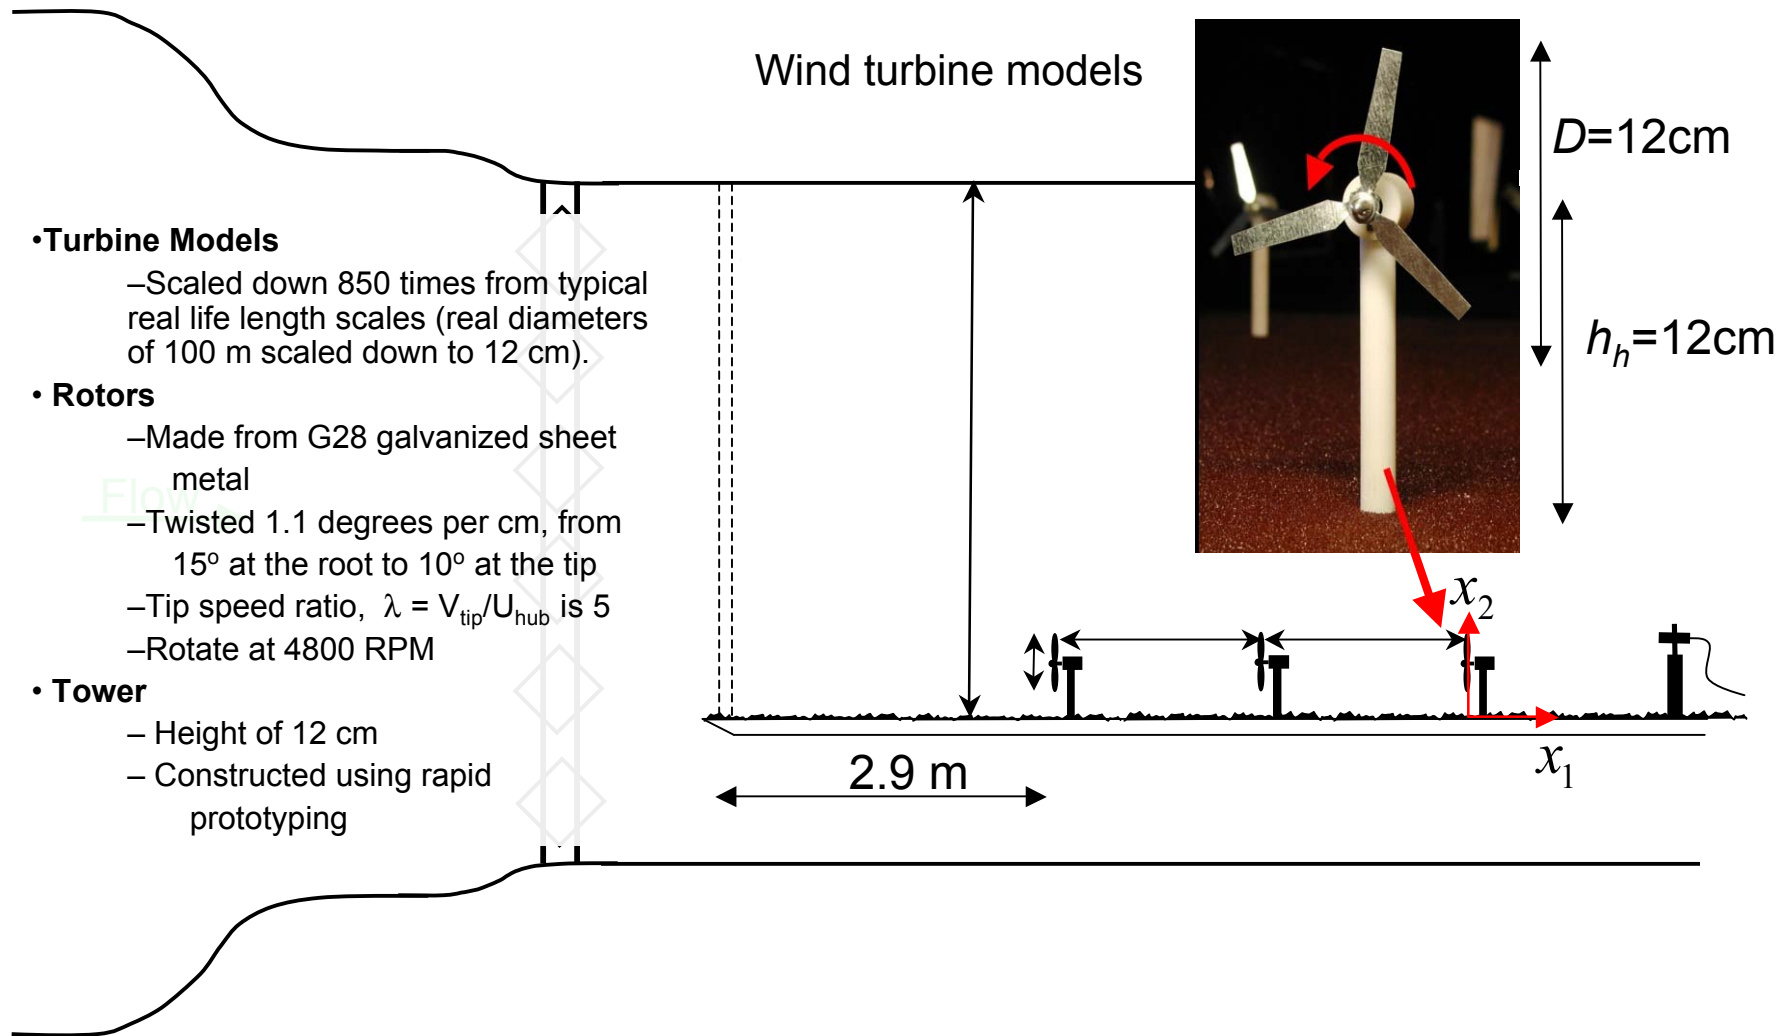 Wind turbine models
D=12cm
h_h=12cm
•Turbine Models
–Scaled down 850 times from typical
real life length scales (real diameters
of 100 m scaled down to 12 cm).
• Rotors
–Made from G28 galvanized sheet
metal
Flow
–Twisted 1.1 degrees per cm, from
15º at the root to 10º at the tip
–Tip speed ratio, λ = V_tip/U_hub is 5
–Rotate at 4800 RPM
• Tower
– Height of 12 cm
– Constructed using rapid
prototyping
x_2
x_1
2.9 m